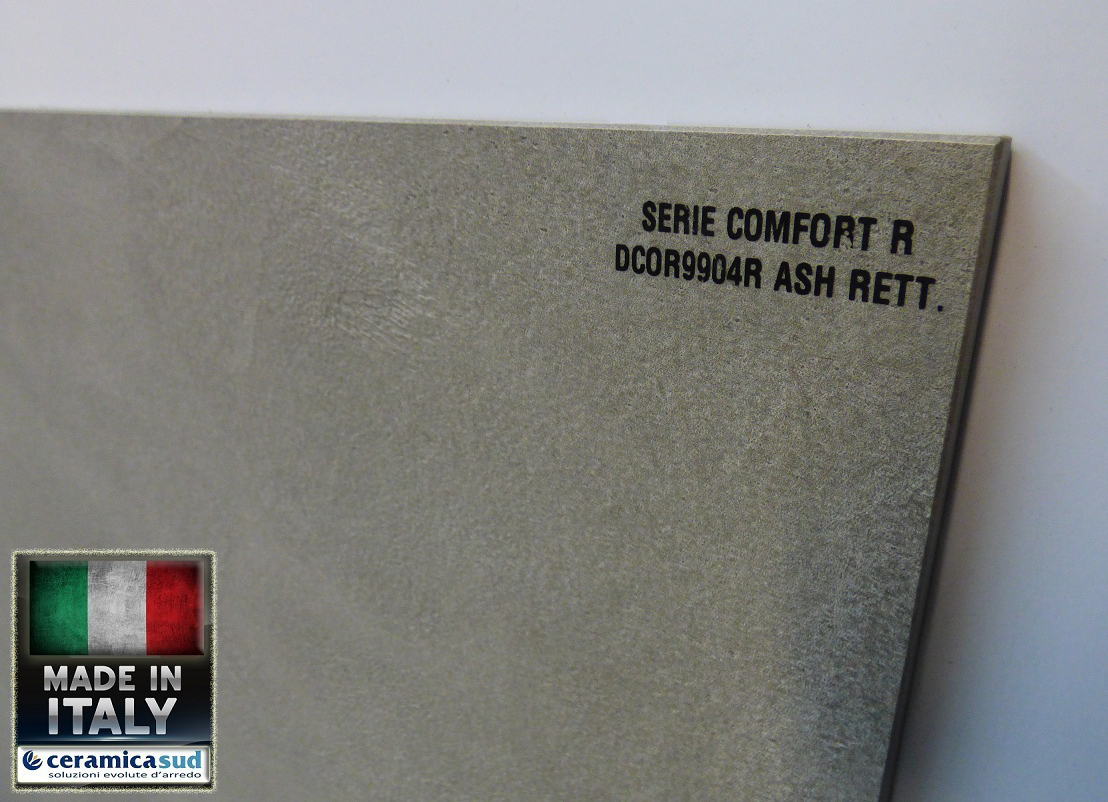 SERIE COMFORT R
DCOR9904R ASH RETT.
MADE IN
ITALY
ceramicasud
soluzioni evolute d'arredo